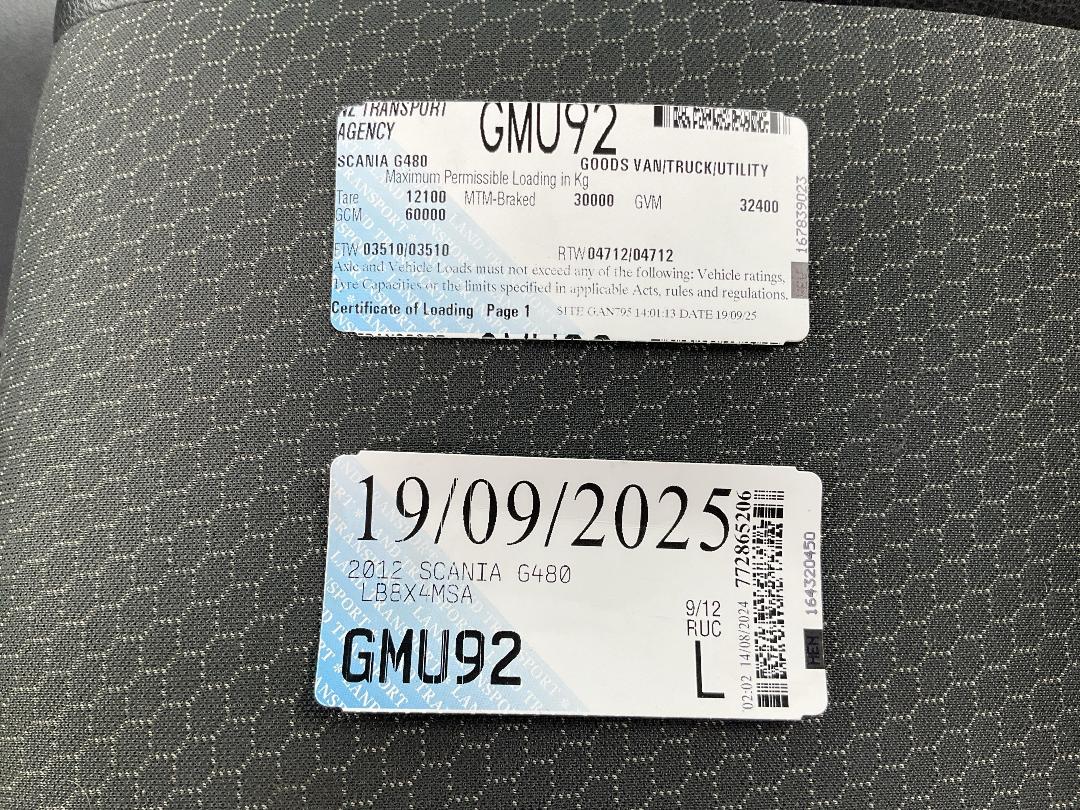 NZ TRANSPORT
AGENCY
GMU92
SCANIA G480 GOODS VAN/TRUCK/UTILITY
Maximum Permissible Loading in Kg
Tare 12100 MTM-Braked 30000 GVM 32400
GCM 60000
ETW 03510/03510 RTW 04712/04712
Axle and Vehicle Loads must not exceed any of the following: Vehicle ratings,
Tyre Capacities or the limits specified in applicable Acts, rules and regulations.
Certificate of Loading Page 1 SITE GAN795 14:01:13 DATE 19/09/25
167839023
19/09/2025
2012 SCANIA G480
LB8X4MSA
GMU92
9/12
RUC
L
02:02 14/08/2024 772865206
164320450
HEM